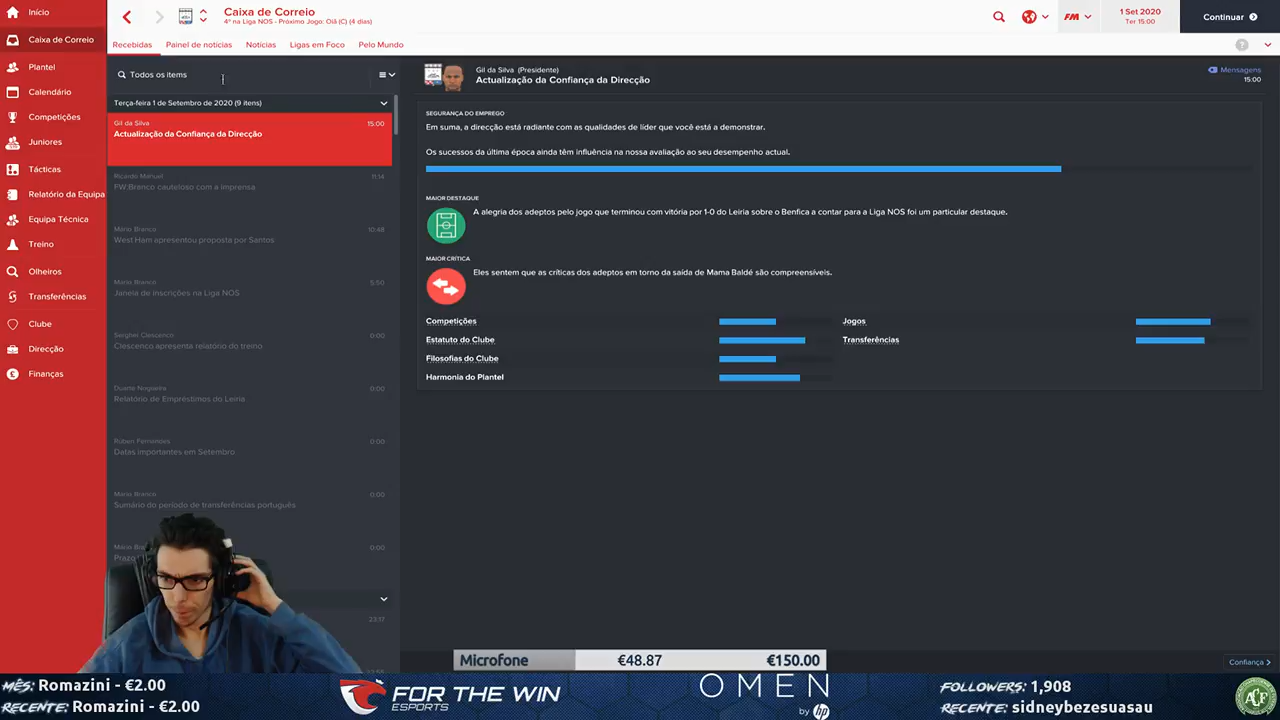 Início
Caixa de Correio
Plantel
Calendário
Competições
Juniores
Tácticas
Relatório da Equipa
Equipa Técnica
Treino
Olheiros
Transferências
Clube
Direcção
Finanças
Caixa de Correio
4º na Liga NOS - Próximo Jogo: Olã (C) (4 dias)
FM
1 Set 2020
Ter 15:00
Continuar
Recebidas
Painel de notícias
Notícias
Ligas em Foco
Pelo Mundo
?
Todos os items
Terça-feira 1 de Setembro de 2020 (9 itens)
Gil da Silva 15:00
Actualização da Confiança da Direcção
Ricardo Manuel 11:14
FW:Branco cauteloso com a Imprensa
Mário Branco 10:48
West Ham apresentou proposta por Santos
Mário Branco 5:50
Janela de inscrições na Liga NOS
Serghei Clescenco 0:00
Clescenco apresenta relatório do treino
Duarte Nogueira 0:00
Relatório de Empréstimos do Leiria
Rúben Fernandes 0:00
Datas importantes em Setembro
Mário Branco 0:00
Sumário do período de transferências português
Mário Bra 0:00
Prazo
23:17
Gil da Silva (Presidente)
Actualização da Confiança da Direcção
Mensagens
15:00
SEGURANÇA DO EMPREGO
Em suma, a direcção está radiante com as qualidades de líder que você está a demonstrar.
Os sucessos da última época ainda têm influência na nossa avaliação ao seu desempenho actual.
MAIOR DESTAQUE
A alegria dos adeptos pelo jogo que terminou com vitória por 1-0 do Leiria sobre o Benfica a contar para a Liga NOS foi um particular destaque.
MAIOR CRÍTICA
Eles sentem que as críticas dos adeptos em torno da saída de Mama Baldé são compreensíveis.
Competições
Jogos
Estatuto do Clube
Transferências
Filosofias do Clube
Harmonia do Plantel
Confiança
Microfone €48.87 €150.00
MÊS: Romazini - €2.00
RECENTE: Romazini - €2.00
FOR THE WIN
ESPORTS
OMEN
by hp
FOLLOWERS: 1,908
RECENTE: sidneybezesuasau
ACF